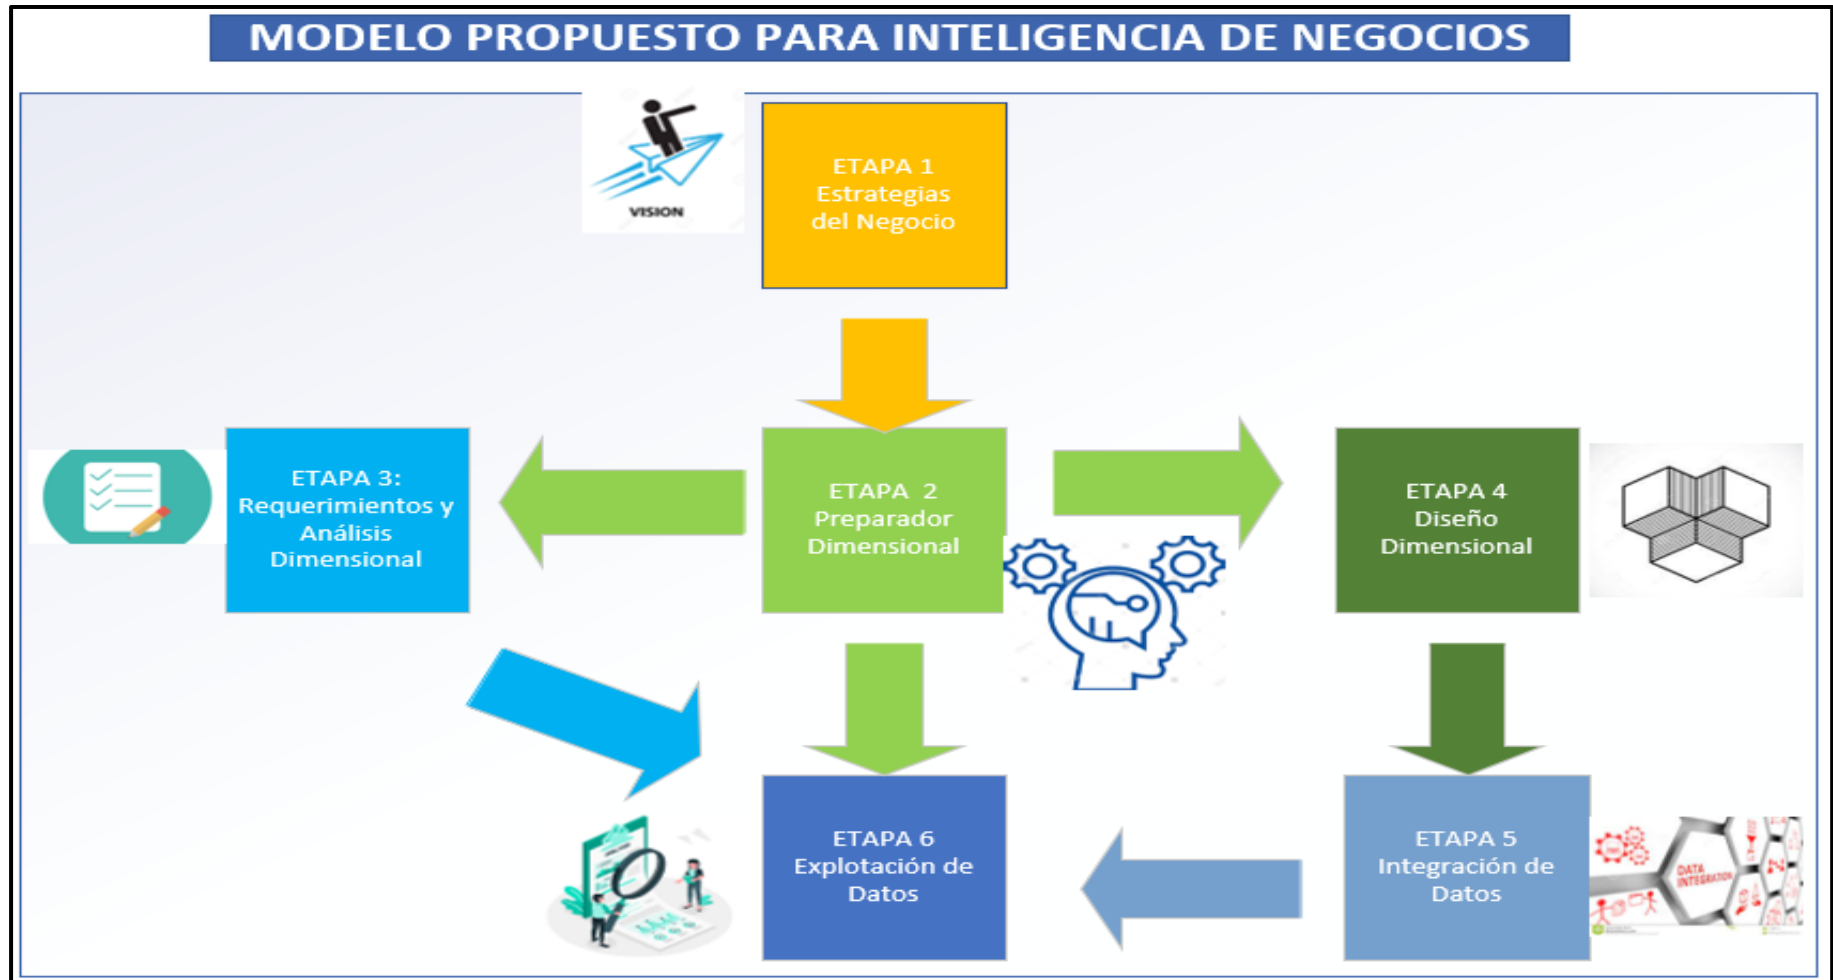 MODELO PROPUESTO PARA INTELIGENCIA DE NEGOCIOS
VISION
ETAPA 1
Estrategias
del Negocio
ETAPA 3:
Requerimientos y
Análisis
Dimensional
ETAPA 2
Preparador
Dimensional
ETAPA 4
Diseño
Dimensional
ETAPA 6
Explotación de
Datos
ETAPA 5
Integración de
Datos
DATA
INTEGRATION